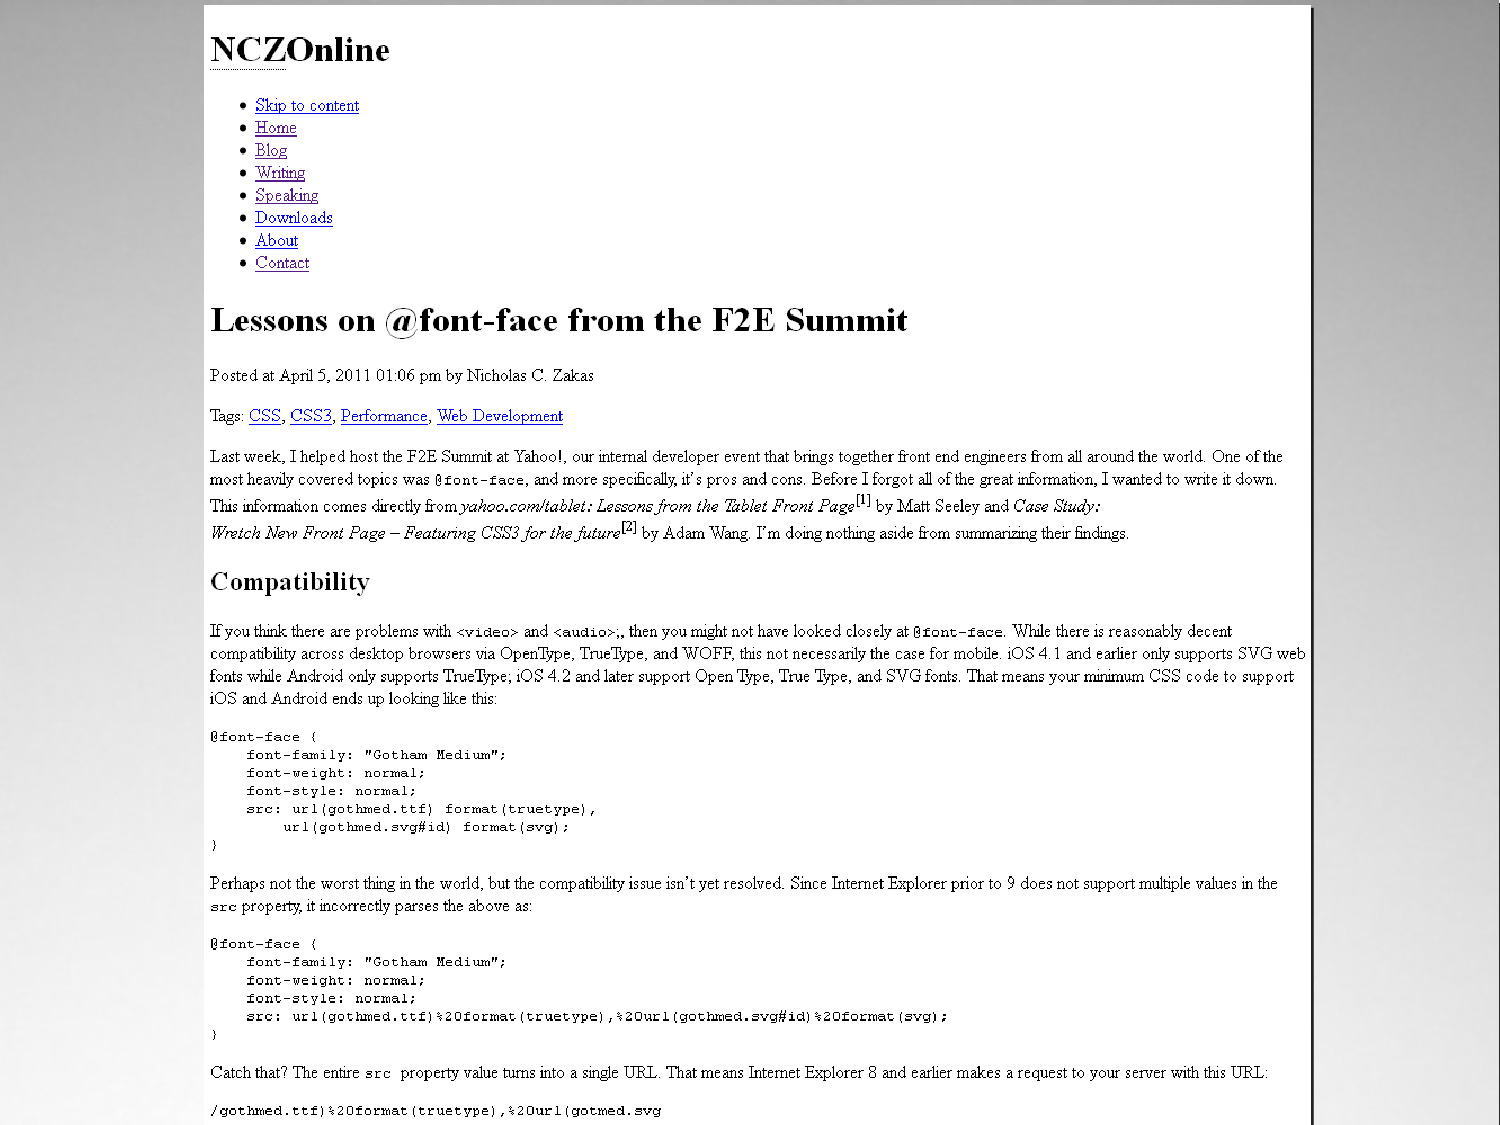 NCZOnline
Skip to content
Home
Blog
Writing
Speaking
Downloads
About
Contact
Lessons on @font-face from the F2E Summit
Posted at April 5, 2011 01:06 pm by Nicholas C. Zakas
Tags: CSS, CSS3, Performance, Web Development
Last week, I helped host the F2E Summit at Yahoo!, our internal developer event that brings together front end engineers from all around the world. One of the
most heavily covered topics was @font-face, and more specifically, it's pros and cons. Before I forgot all of the great information, I wanted to write it down.
This information comes directly from yahoo.com/tablet: Lessons from the Tablet Front Page[1] by Matt Seeley and Case Study:
Wretch New Front Page – Featuring CSS3 for the future[2] by Adam Wang. I'm doing nothing aside from summarizing their findings.
Compatibility
If you think there are problems with <video> and <audio>;, then you might not have looked closely at @font-face. While there is reasonably decent
compatibility across desktop browsers via OpenType, TrueType, and WOFF, this not necessarily the case for mobile. iOS 4.1 and earlier only supports SVG web
fonts while Android only supports TrueType; iOS 4.2 and later support Open Type, True Type, and SVG fonts. That means your minimum CSS code to support
iOS and Android ends up looking like this:
@font-face {
font-family: "Gotham Medium";
font-weight: normal;
font-style: normal;
src: url(gothmed.ttf) format(truetype),
url(gothmed.svg#id) format(svg);
}
Perhaps not the worst thing in the world, but the compatibility issue isn't yet resolved. Since Internet Explorer prior to 9 does not support multiple values in the
src property, it incorrectly parses the above as:
@font-face {
font-family: "Gotham Medium";
font-weight: normal;
font-style: normal;
src: url(gothmed.ttf)%20format(truetype),%20url(gothmed.svg#id)%20format(svg);
}
Catch that? The entire src property value turns into a single URL. That means Internet Explorer 8 and earlier makes a request to your server with this URL:
/gothmed.ttf)%20format(truetype),%20url(gotmed.svg